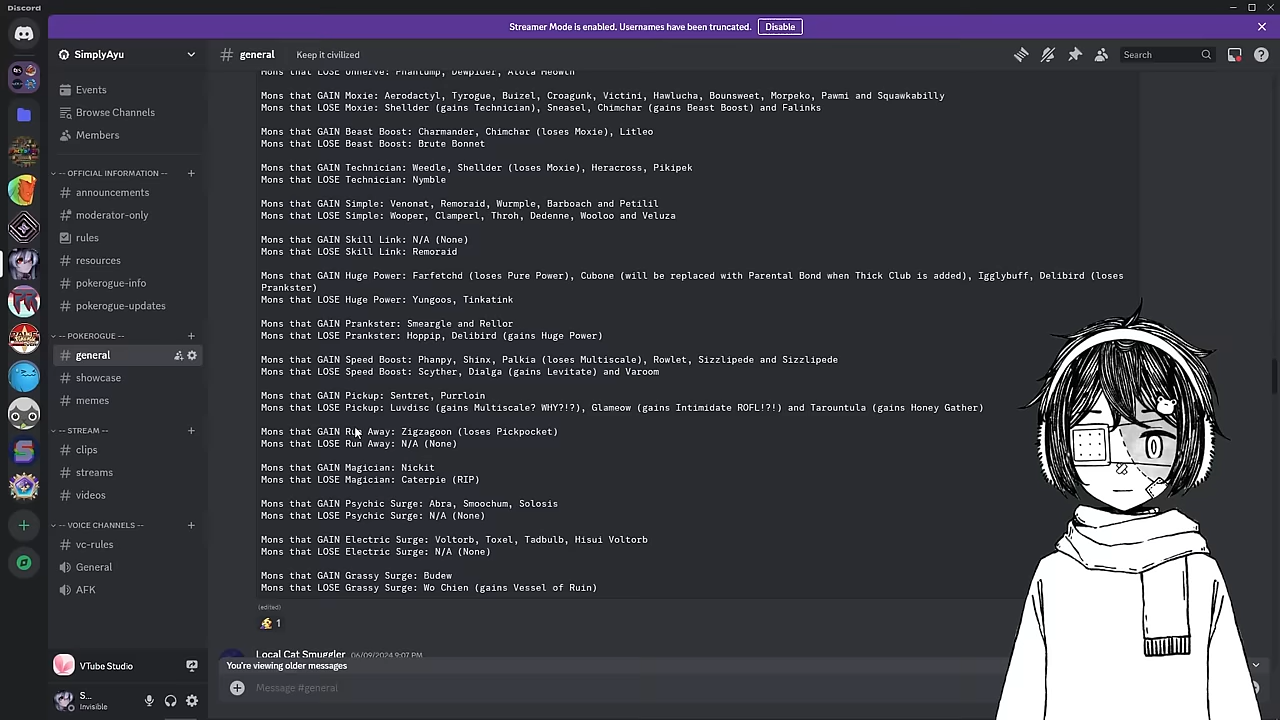 Discord
Streamer Mode is enabled. Usernames have been truncated. Disable
SimplyAyu
general
Keep it civilized
Search
Events
Browse Channels
Members
-- OFFICIAL INFORMATION --
announcements
moderator-only
rules
resources
pokerogue-info
pokerogue-updates
-- POKEROGUE --
general
showcase
memes
-- STREAM --
clips
streams
videos
-- VOICE CHANNELS --
vc-rules
General
AFK
VTube Studio
S...
Invisible
Mons that LOSE Unnerve: Phantump, Dewpider, Alola Meowth
Mons that GAIN Moxie: Aerodactyl, Tyrogue, Buizel, Croagunk, Victini, Hawlucha, Bounsweet, Morpeko, Pawmi and Squawkabilly
Mons that LOSE Moxie: Shellder (gains Technician), Sneasel, Chimchar (gains Beast Boost) and Falinks
Mons that GAIN Beast Boost: Charmander, Chimchar (loses Moxie), Litleo
Mons that LOSE Beast Boost: Brute Bonnet
Mons that GAIN Technician: Weedle, Shellder (loses Moxie), Heracross, Pikipek
Mons that LOSE Technician: Nymble
Mons that GAIN Simple: Venonat, Remoraid, Wurmple, Barboach and Petilil
Mons that LOSE Simple: Wooper, Clamperl, Throh, Dedenne, Wooloo and Veluza
Mons that GAIN Skill Link: N/A (None)
Mons that LOSE Skill Link: Remoraid
Mons that GAIN Huge Power: Farfetchd (loses Pure Power), Cubone (will be replaced with Parental Bond when Thick Club is added), Igglybuff, Delibird (loses
Prankster)
Mons that LOSE Huge Power: Yungoos, Tinkatink
Mons that GAIN Prankster: Smeargle and Rellor
Mons that LOSE Prankster: Hoppip, Delibird (gains Huge Power)
Mons that GAIN Speed Boost: Phanpy, Shinx, Palkia (loses Multiscale), Rowlet, Sizzlipede and Sizzlipede
Mons that LOSE Speed Boost: Scyther, Dialga (gains Levitate) and Varoom
Mons that GAIN Pickup: Sentret, Purrloin
Mons that LOSE Pickup: Luvdisc (gains Multiscale? WHY?!?), Glameow (gains Intimidate ROFL!?!) and Tarountula (gains Honey Gather)
Mons that GAIN Run Away: Zigzagoon (loses Pickpocket)
Mons that LOSE Run Away: N/A (None)
Mons that GAIN Magician: Nickit
Mons that LOSE Magician: Caterpie (RIP)
Mons that GAIN Psychic Surge: Abra, Smoochum, Solosis
Mons that LOSE Psychic Surge: N/A (None)
Mons that GAIN Electric Surge: Voltorb, Toxel, Tadbulb, Hisui Voltorb
Mons that LOSE Electric Surge: N/A (None)
Mons that GAIN Grassy Surge: Budew
Mons that LOSE Grassy Surge: Wo Chien (gains Vessel of Ruin)
(edited)
1
Local Cat Smuggler 06/09/2024 9:07 PM
You're viewing older messages
Message #general